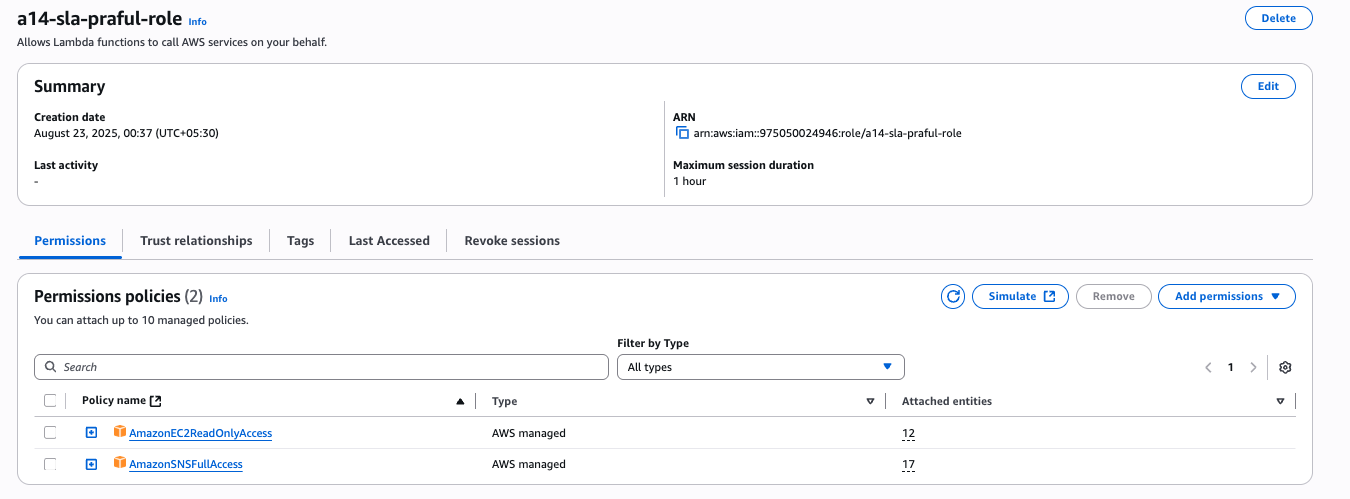 a14-sla-praful-role Info
Delete
Allows Lambda functions to call AWS services on your behalf.
Summary
Edit
Creation date
August 23, 2025, 00:37 (UTC+05:30)
ARN
arn:aws:iam::975050024946:role/a14-sla-praful-role
Last activity
-
Maximum session duration
1 hour
Permissions
Trust relationships
Tags
Last Accessed
Revoke sessions
Permissions policies (2) Info
Simulate
Remove
Add permissions
You can attach up to 10 managed policies.
Filter by Type
Search
All types
1
Policy name
Type
Attached entities
AmazonEC2ReadOnlyAccess
AWS managed
12
AmazonSNSFullAccess
AWS managed
17